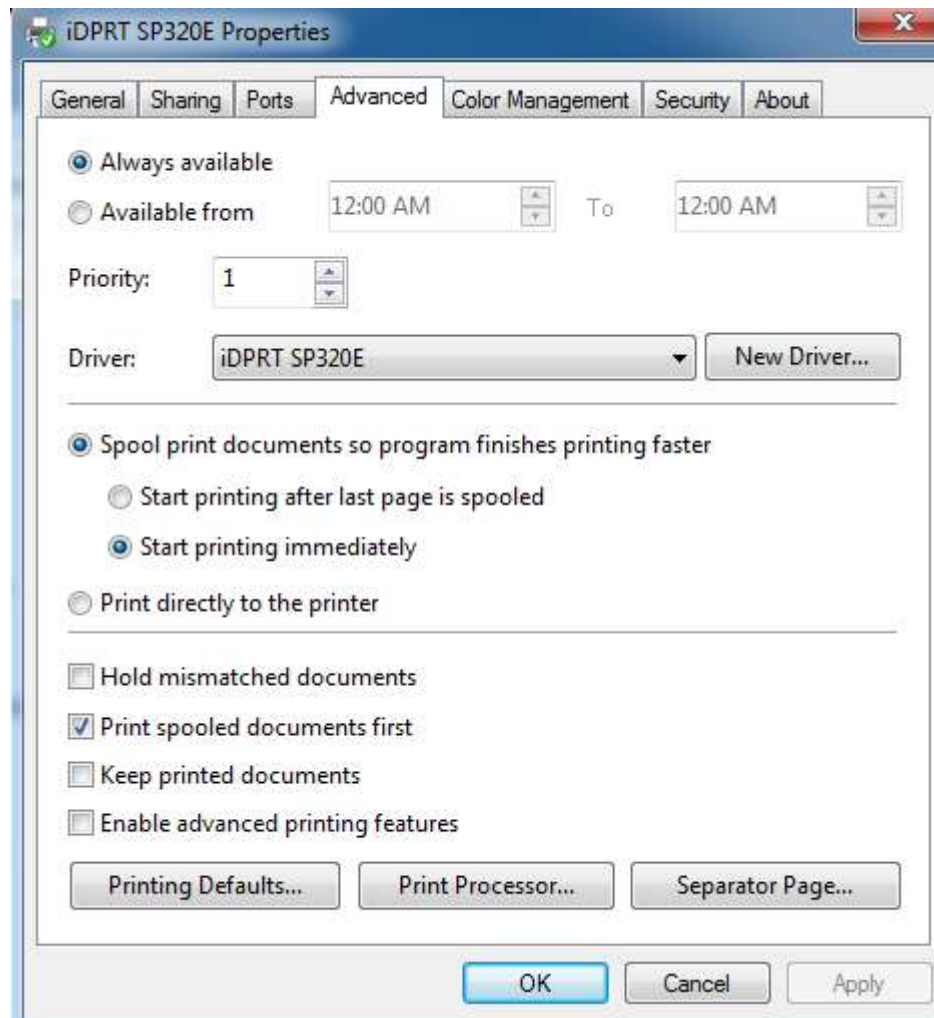 iDPRT SP320E Properties
General Sharing Ports Advanced Color Management Security About
Always available
Available from 12:00 AM To 12:00 AM
Priority: 1
Driver: iDPRT SP320E New Driver...
Spool print documents so program finishes printing faster
Start printing after last page is spooled
Start printing immediately
Print directly to the printer
Hold mismatched documents
Print spooled documents first
Keep printed documents
Enable advanced printing features
Printing Defaults... Print Processor... Separator Page...
OK Cancel Apply